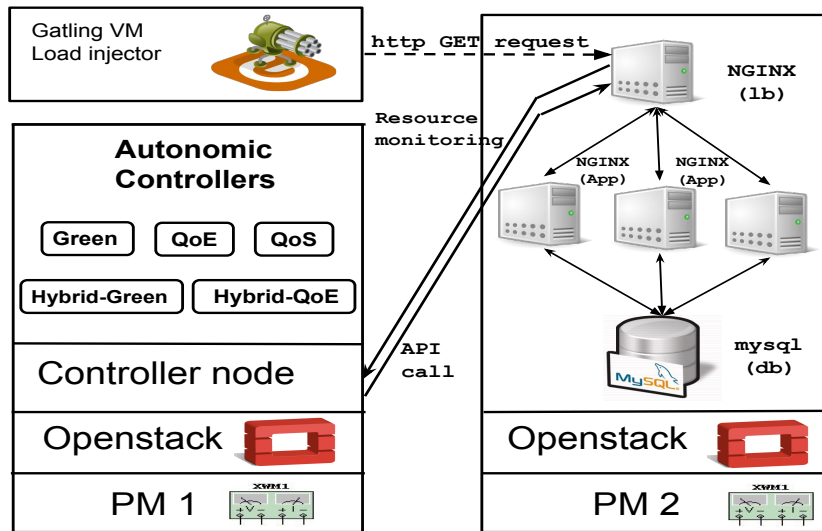 Gatling VM
Load injector
http GET request
NGINX
(lb)
Resource
monitoring
Autonomic
Controllers
Green
QoE
QoS
Hybrid-Green
Hybrid-QoE
NGINX
(App)
NGINX
(App)
API
call
mysql
(db)
MySQL
Controller node
Openstack
Openstack
XWM1
PM 1
XWM1
PM 2